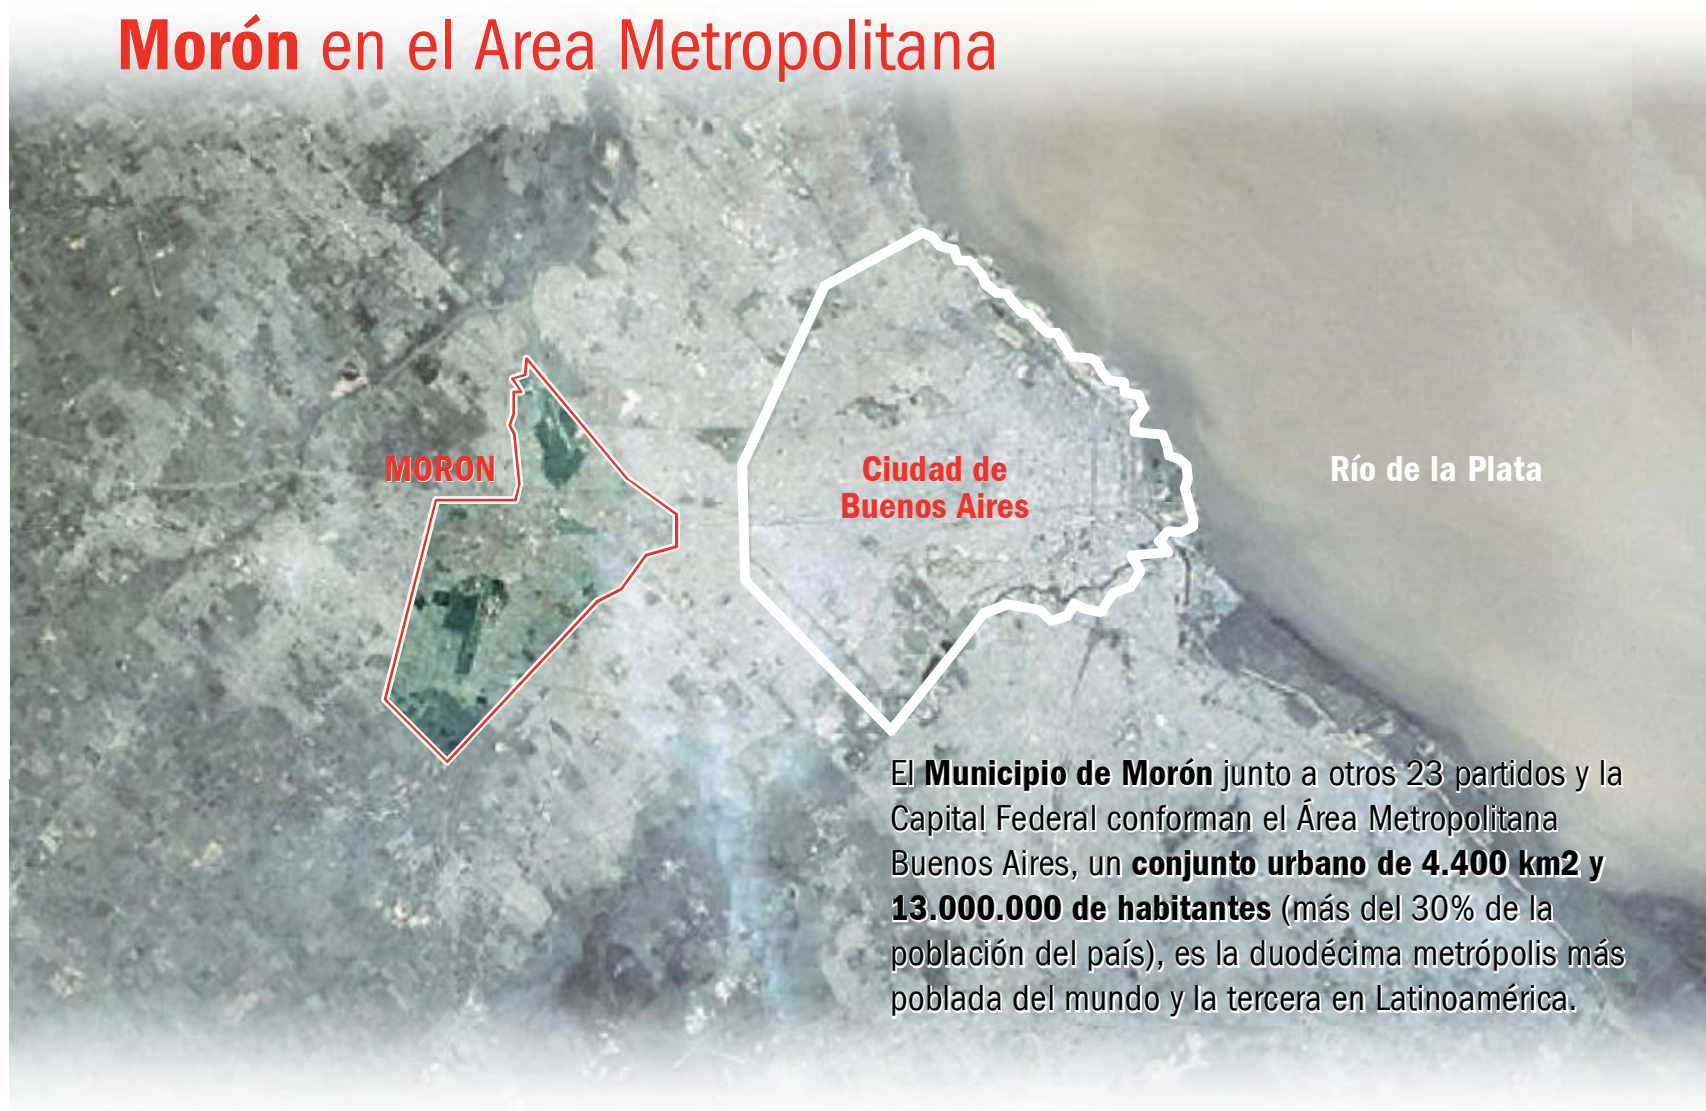 Morón en el Area Metropolitana
MORON
Ciudad de
Buenos Aires
Río de la Plata
El Municipio de Morón junto a otros 23 partidos y la
Capital Federal conforman el Área Metropolitana
Buenos Aires, un conjunto urbano de 4.400 km2 y
13.000.000 de habitantes (más del 30% de la
población del país), es la duodécima metrópolis más
poblada del mundo y la tercera en Latinoamérica.